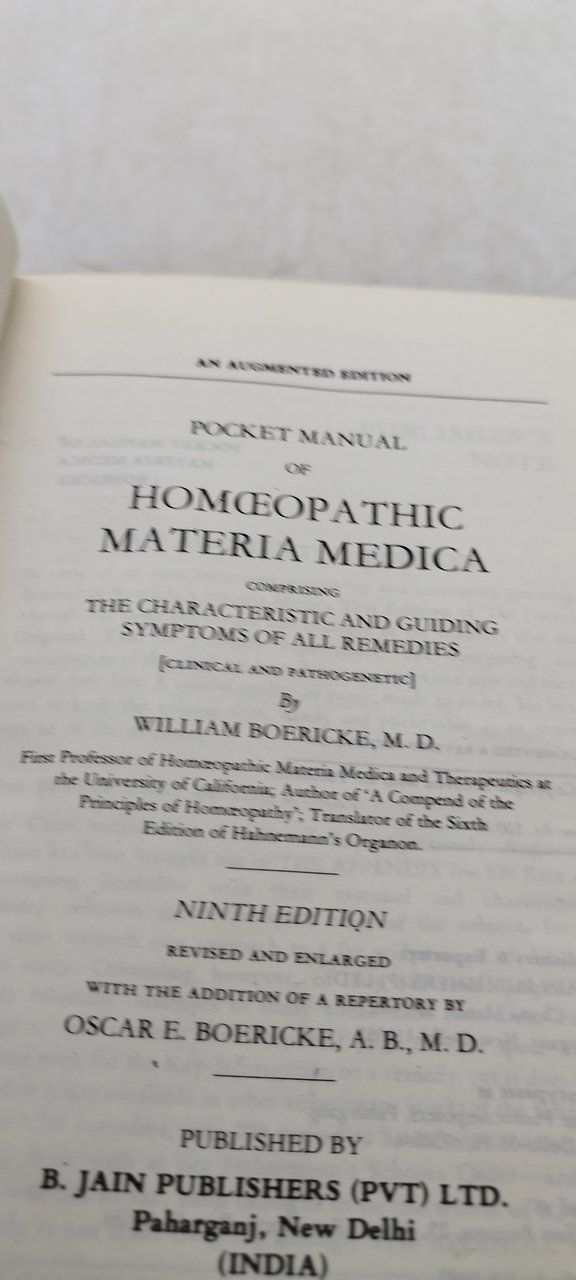 AN AUGMENTED EDITION
POCKET MANUAL
OF
HOMŒOPATHIC
MATERIA MEDICA
COMPRISING
THE CHARACTERISTIC AND GUIDING
SYMPTOMS OF ALL REMEDIES
[CLINICAL AND PATHOGENETIC]
By
WILLIAM BOERICKE, M. D.
First Professor of Homœopathic Materia Medica and Therapeutics at
the University of California; Author of 'A Compend of the
Principles of Homœopathy'; Translator of the Sixth
Edition of Hahnemann's Organon.
NINTH EDITION
REVISED AND ENLARGED
WITH THE ADDITION OF A REPERTORY BY
OSCAR E. BOERICKE, A. B., M. D.
PUBLISHED BY
B. JAIN PUBLISHERS (PVT) LTD.
Paharganj, New Delhi
(INDIA)